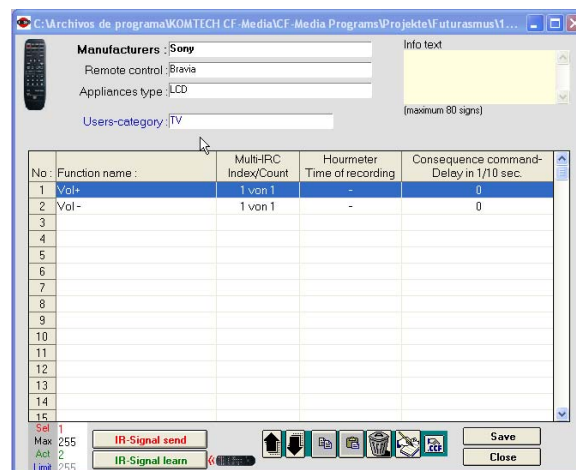 C:\Archivos de programa\KOMTECH CF-Media\CF-Media Programs\Projekte\Futurasmus\1...
Manufacturers : Sony
Info text
Remote control : Bravia
Appliances type : LCD
(maximum 80 signs)
Users-category : TV
No : Function name : Multi-IRC Index/Count Hourmeter Time of recording Consequence command-Delay in 1/10 sec.
1 Vol+ 1 von 1 - 0
2 Vol- 1 von 1 - 0
3
4
5
6
7
8
9
10
11
12
13
14
15
Sel 1
Max 255
Act 2
Limit 255
IR-Signal send
IR-Signal learn
.CCF
Save
Close